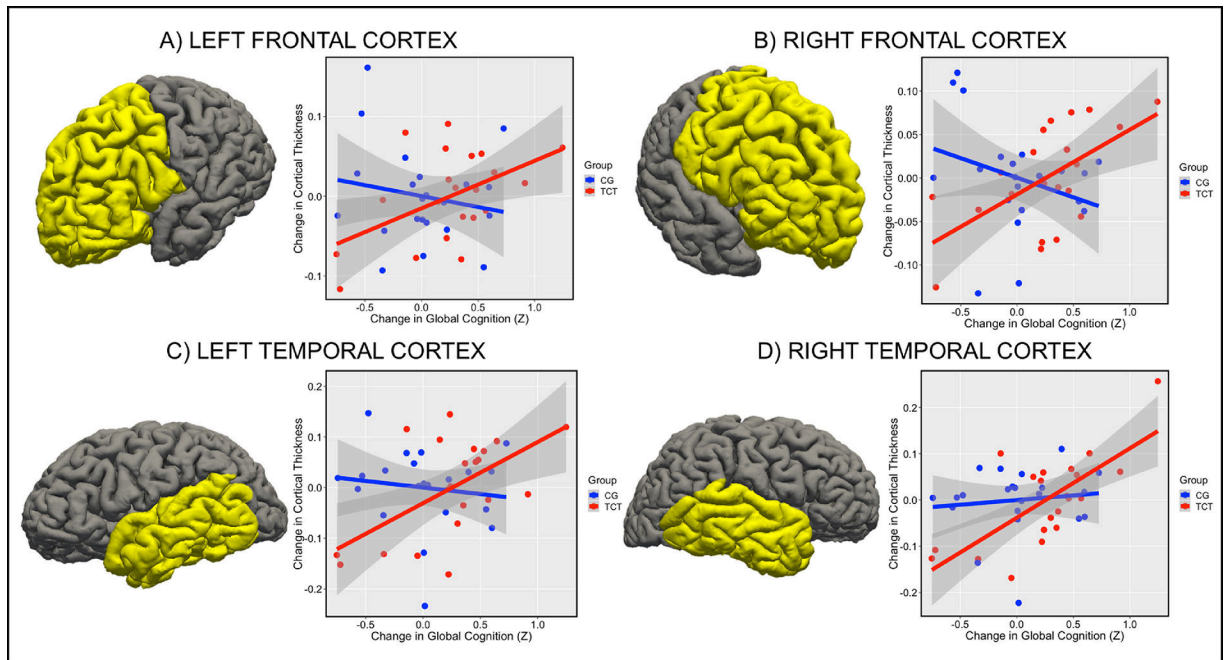 A) LEFT FRONTAL CORTEX
Change in Cortical Thickness
0.1
0.0
-0.1
-0.5 0.0 0.5 1.0
Change in Global Cognition (Z)
Group
CG
TCT
B) RIGHT FRONTAL CORTEX
Change in Cortical Thickness
0.10
0.05
0.00
-0.05
-0.10
-0.5 0.0 0.5 1.0
Change in Global Cognition (Z)
Group
CG
TCT
C) LEFT TEMPORAL CORTEX
Change in Cortical Thickness
0.2
0.1
0.0
-0.1
-0.2
-0.5 0.0 0.5 1.0
Change in Global Cognition (Z)
Group
CG
TCT
D) RIGHT TEMPORAL CORTEX
Change in Cortical Thickness
0.2
0.1
0.0
-0.1
-0.2
-0.5 0.0 0.5 1.0
Change in Global Cognition (Z)
Group
CG
TCT